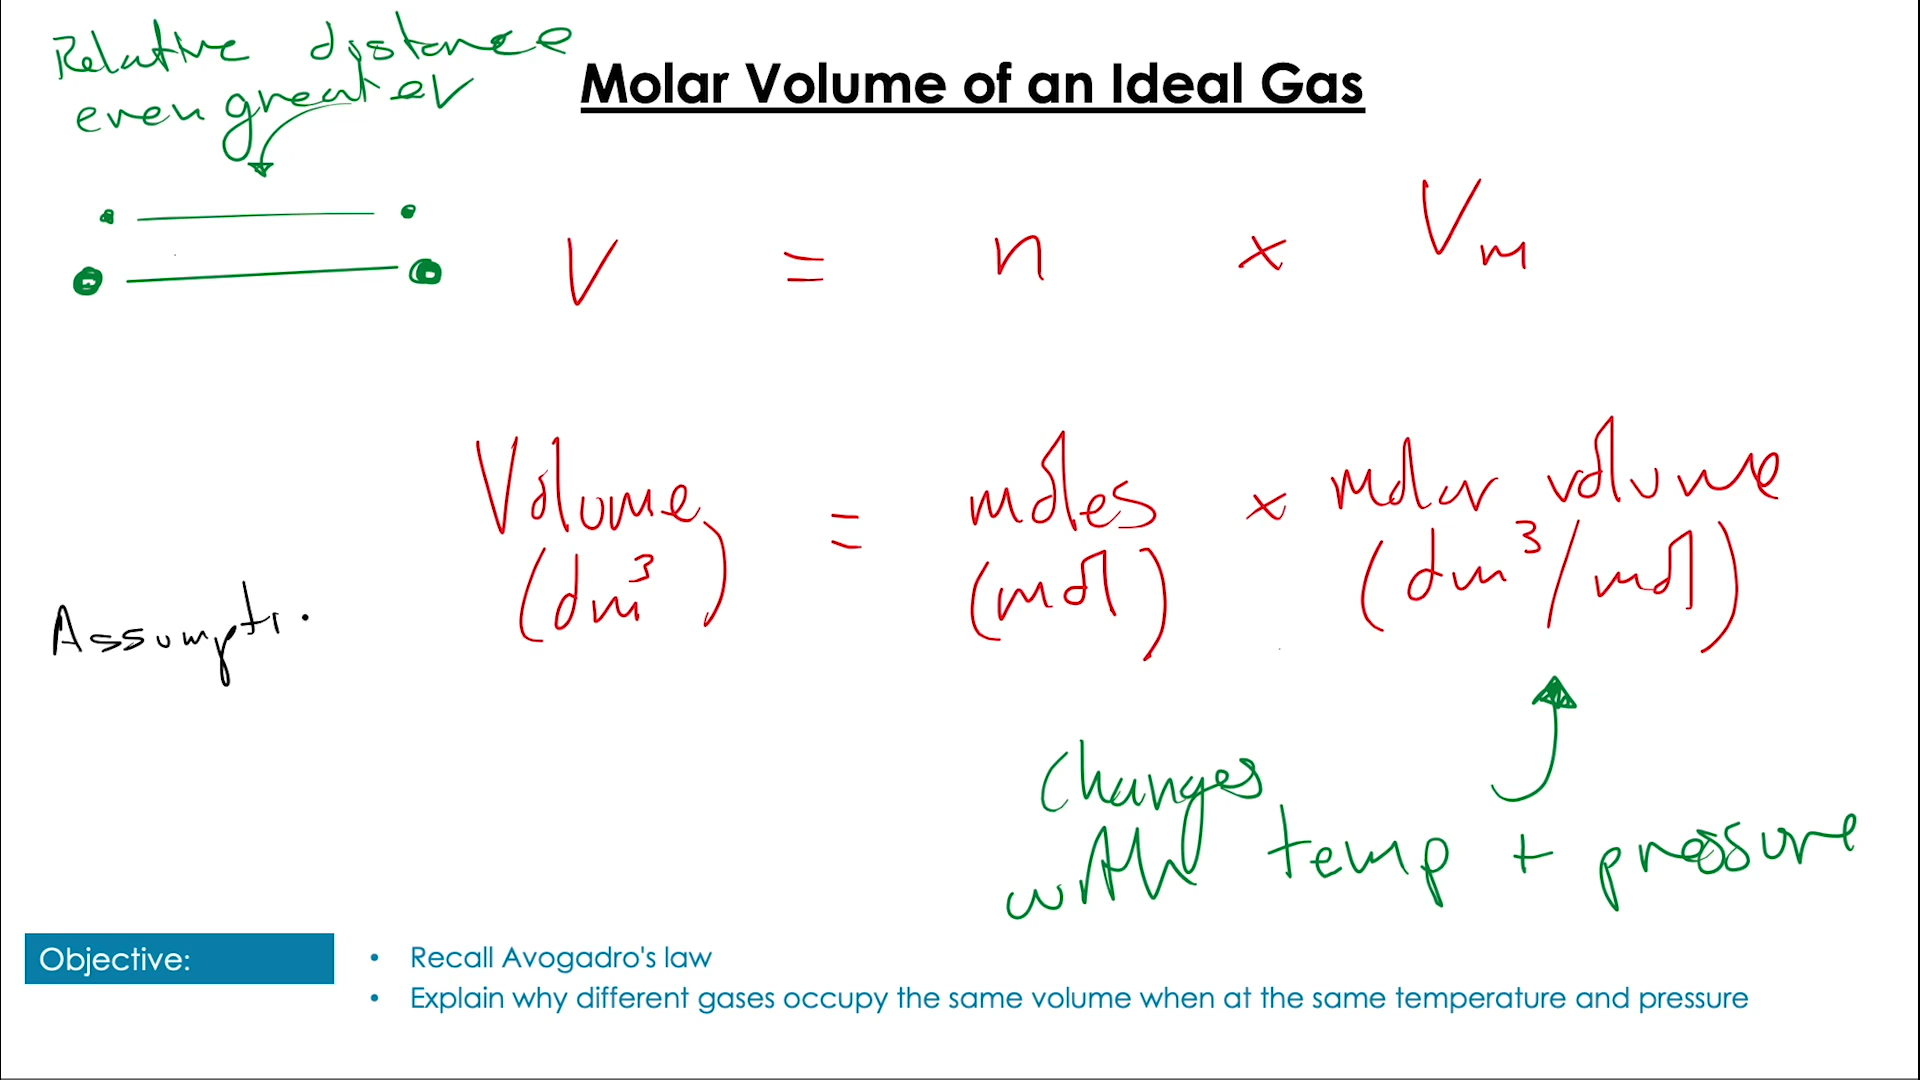 Relative distance
even greater
Molar Volume of an Ideal Gas
V = n × Vm
Volume = moles × molar volume
(dm³) (mol) (dm³/mol)
Assumpti.
changes
with temp + pressure
Objective:
• Recall Avogadro's law
• Explain why different gases occupy the same volume when at the same temperature and pressure